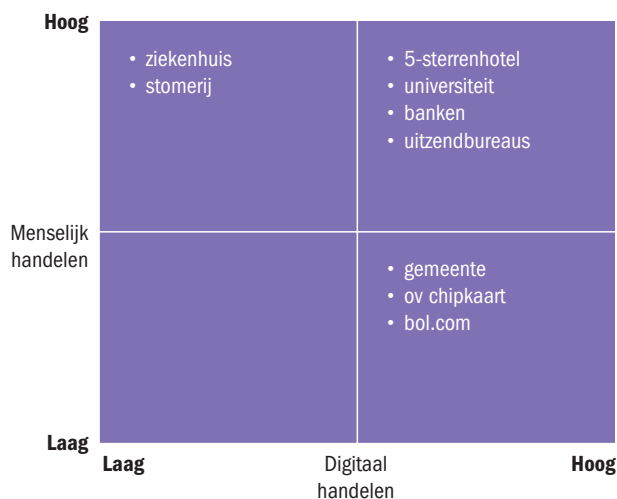 Hoog
• ziekenhuis
• stomerij
• 5-sterrenhotel
• universiteit
• banken
• uitzendbureaus
Menselijk
handelen
• gemeente
• ov chipkaart
• bol.com
Laag
Laag
Digitaal
handelen
Hoog